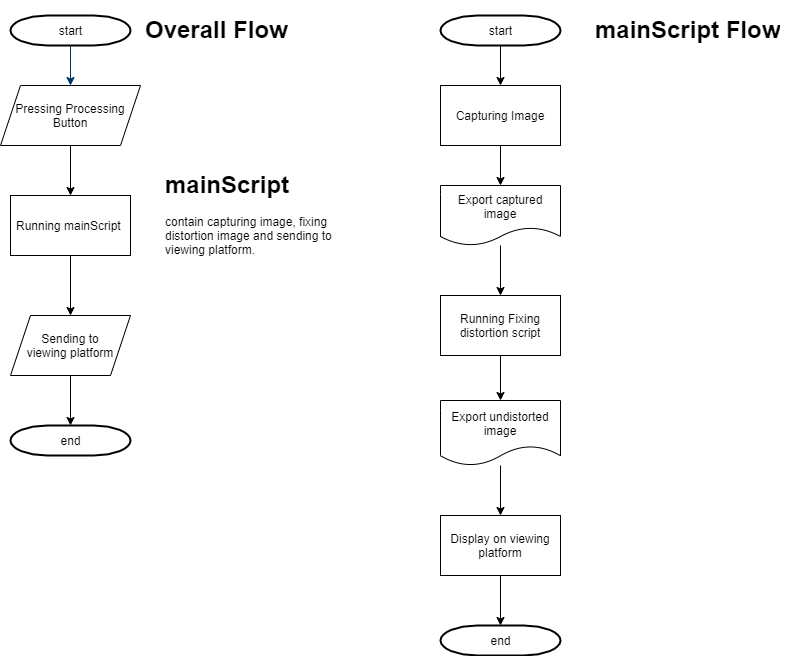 start
Overall Flow
Pressing Processing
Button
mainScript
Running mainScript
contain capturing image, fixing
distortion image and sending to
viewing platform.
Sending to
viewing platform
end
start
mainScript Flow
Capturing Image
Export captured
image
Running Fixing
distortion script
Export undistorted
image
Display on viewing
platform
end